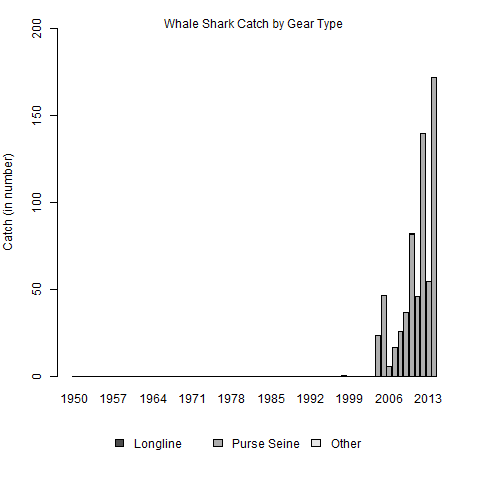 Whale Shark Catch by Gear Type
Catch (in number)
200
150
100
50
0
1950 1957 1964 1971 1978 1985 1992 1999 2006 2013
Longline Purse Seine Other